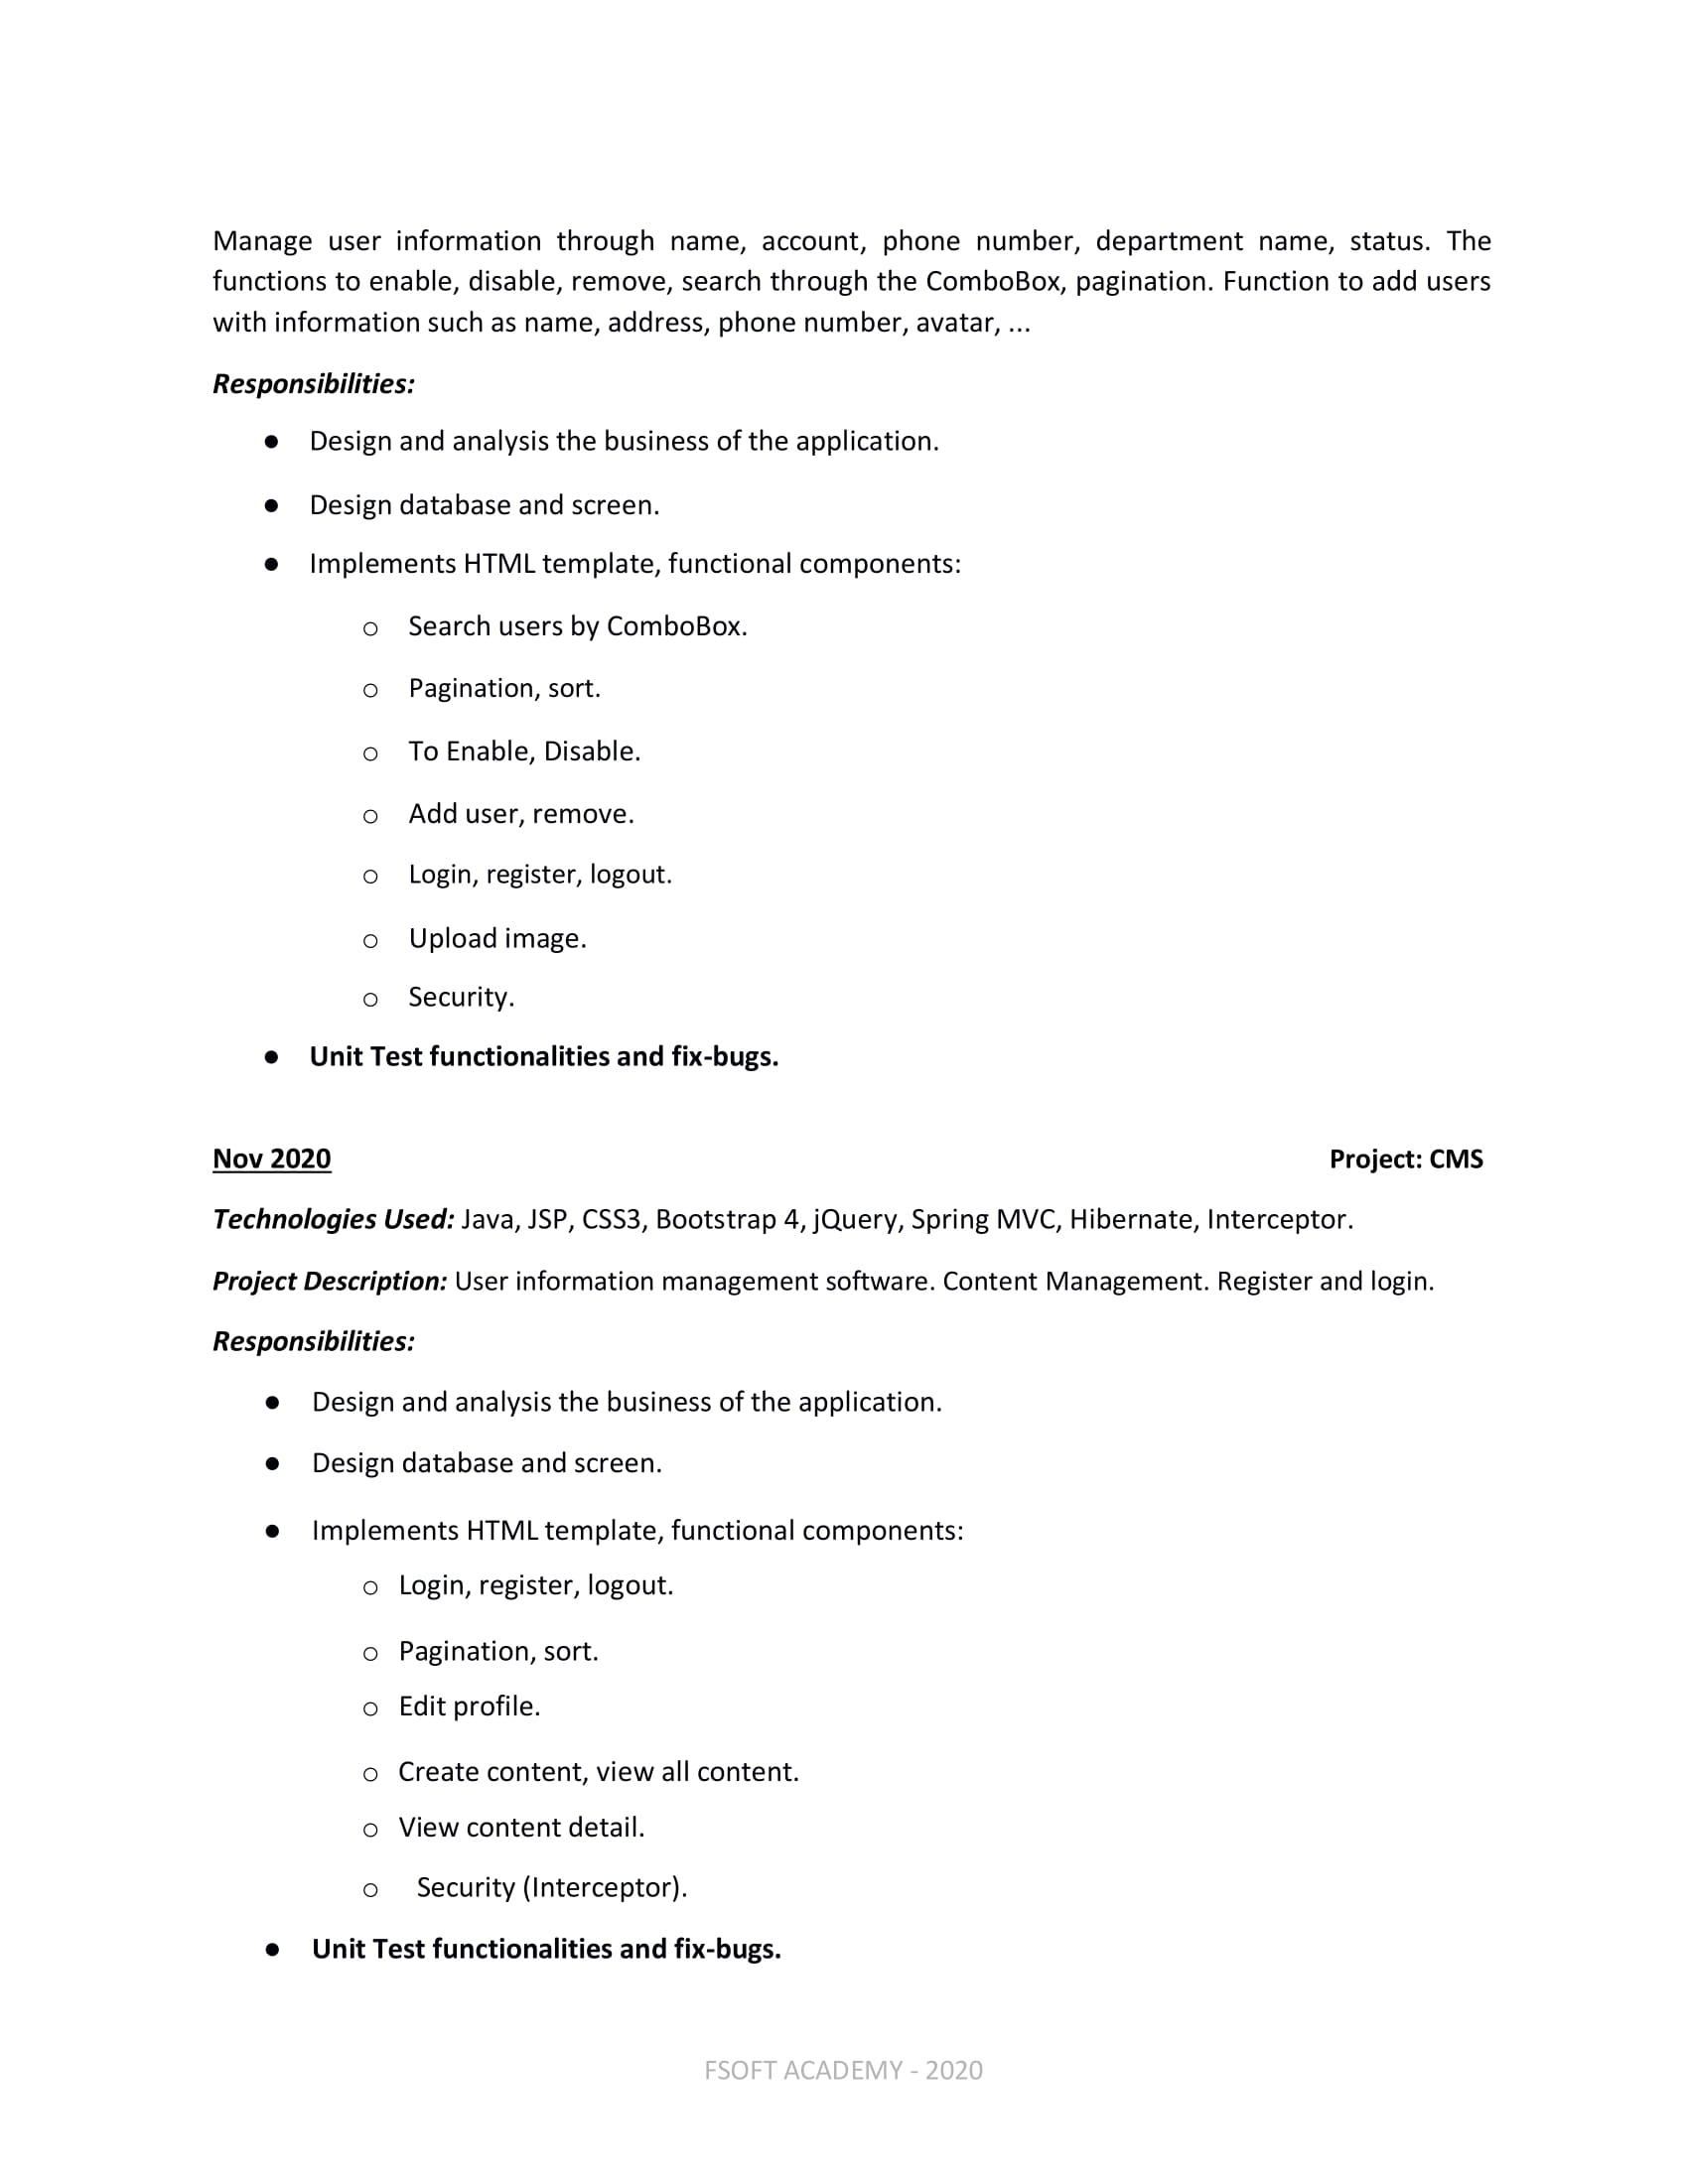 Manage user information through name, account, phone number, department name, status. The
functions to enable, disable, remove, search through the ComboBox, pagination. Function to add users
with information such as name, address, phone number, avatar, ...
Responsibilities:
● Design and analysis the business of the application.
● Design database and screen.
● Implements HTML template, functional components:
o Search users by ComboBox.
o Pagination, sort.
o To Enable, Disable.
o Add user, remove.
o Login, register, logout.
o Upload image.
o Security.
● Unit Test functionalities and fix-bugs.
Nov 2020 Project: CMS
Technologies Used: Java, JSP, CSS3, Bootstrap 4, jQuery, Spring MVC, Hibernate, Interceptor.
Project Description: User information management software. Content Management. Register and login.
Responsibilities:
● Design and analysis the business of the application.
● Design database and screen.
● Implements HTML template, functional components:
o Login, register, logout.
o Pagination, sort.
o Edit profile.
o Create content, view all content.
o View content detail.
o Security (Interceptor).
● Unit Test functionalities and fix-bugs.
FSOFT ACADEMY - 2020